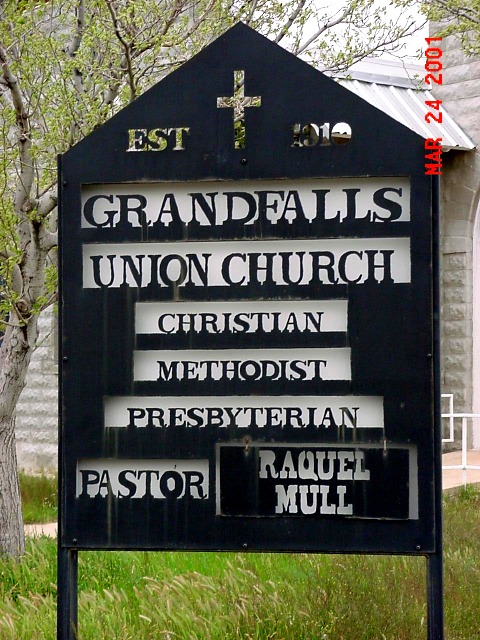 EST 1910
GRANDFALLS
UNION CHURCH
CHRISTIAN
METHODIST
PRESBYTERIAN
PASTOR RAQUEL
MULL
MAR 24 2001